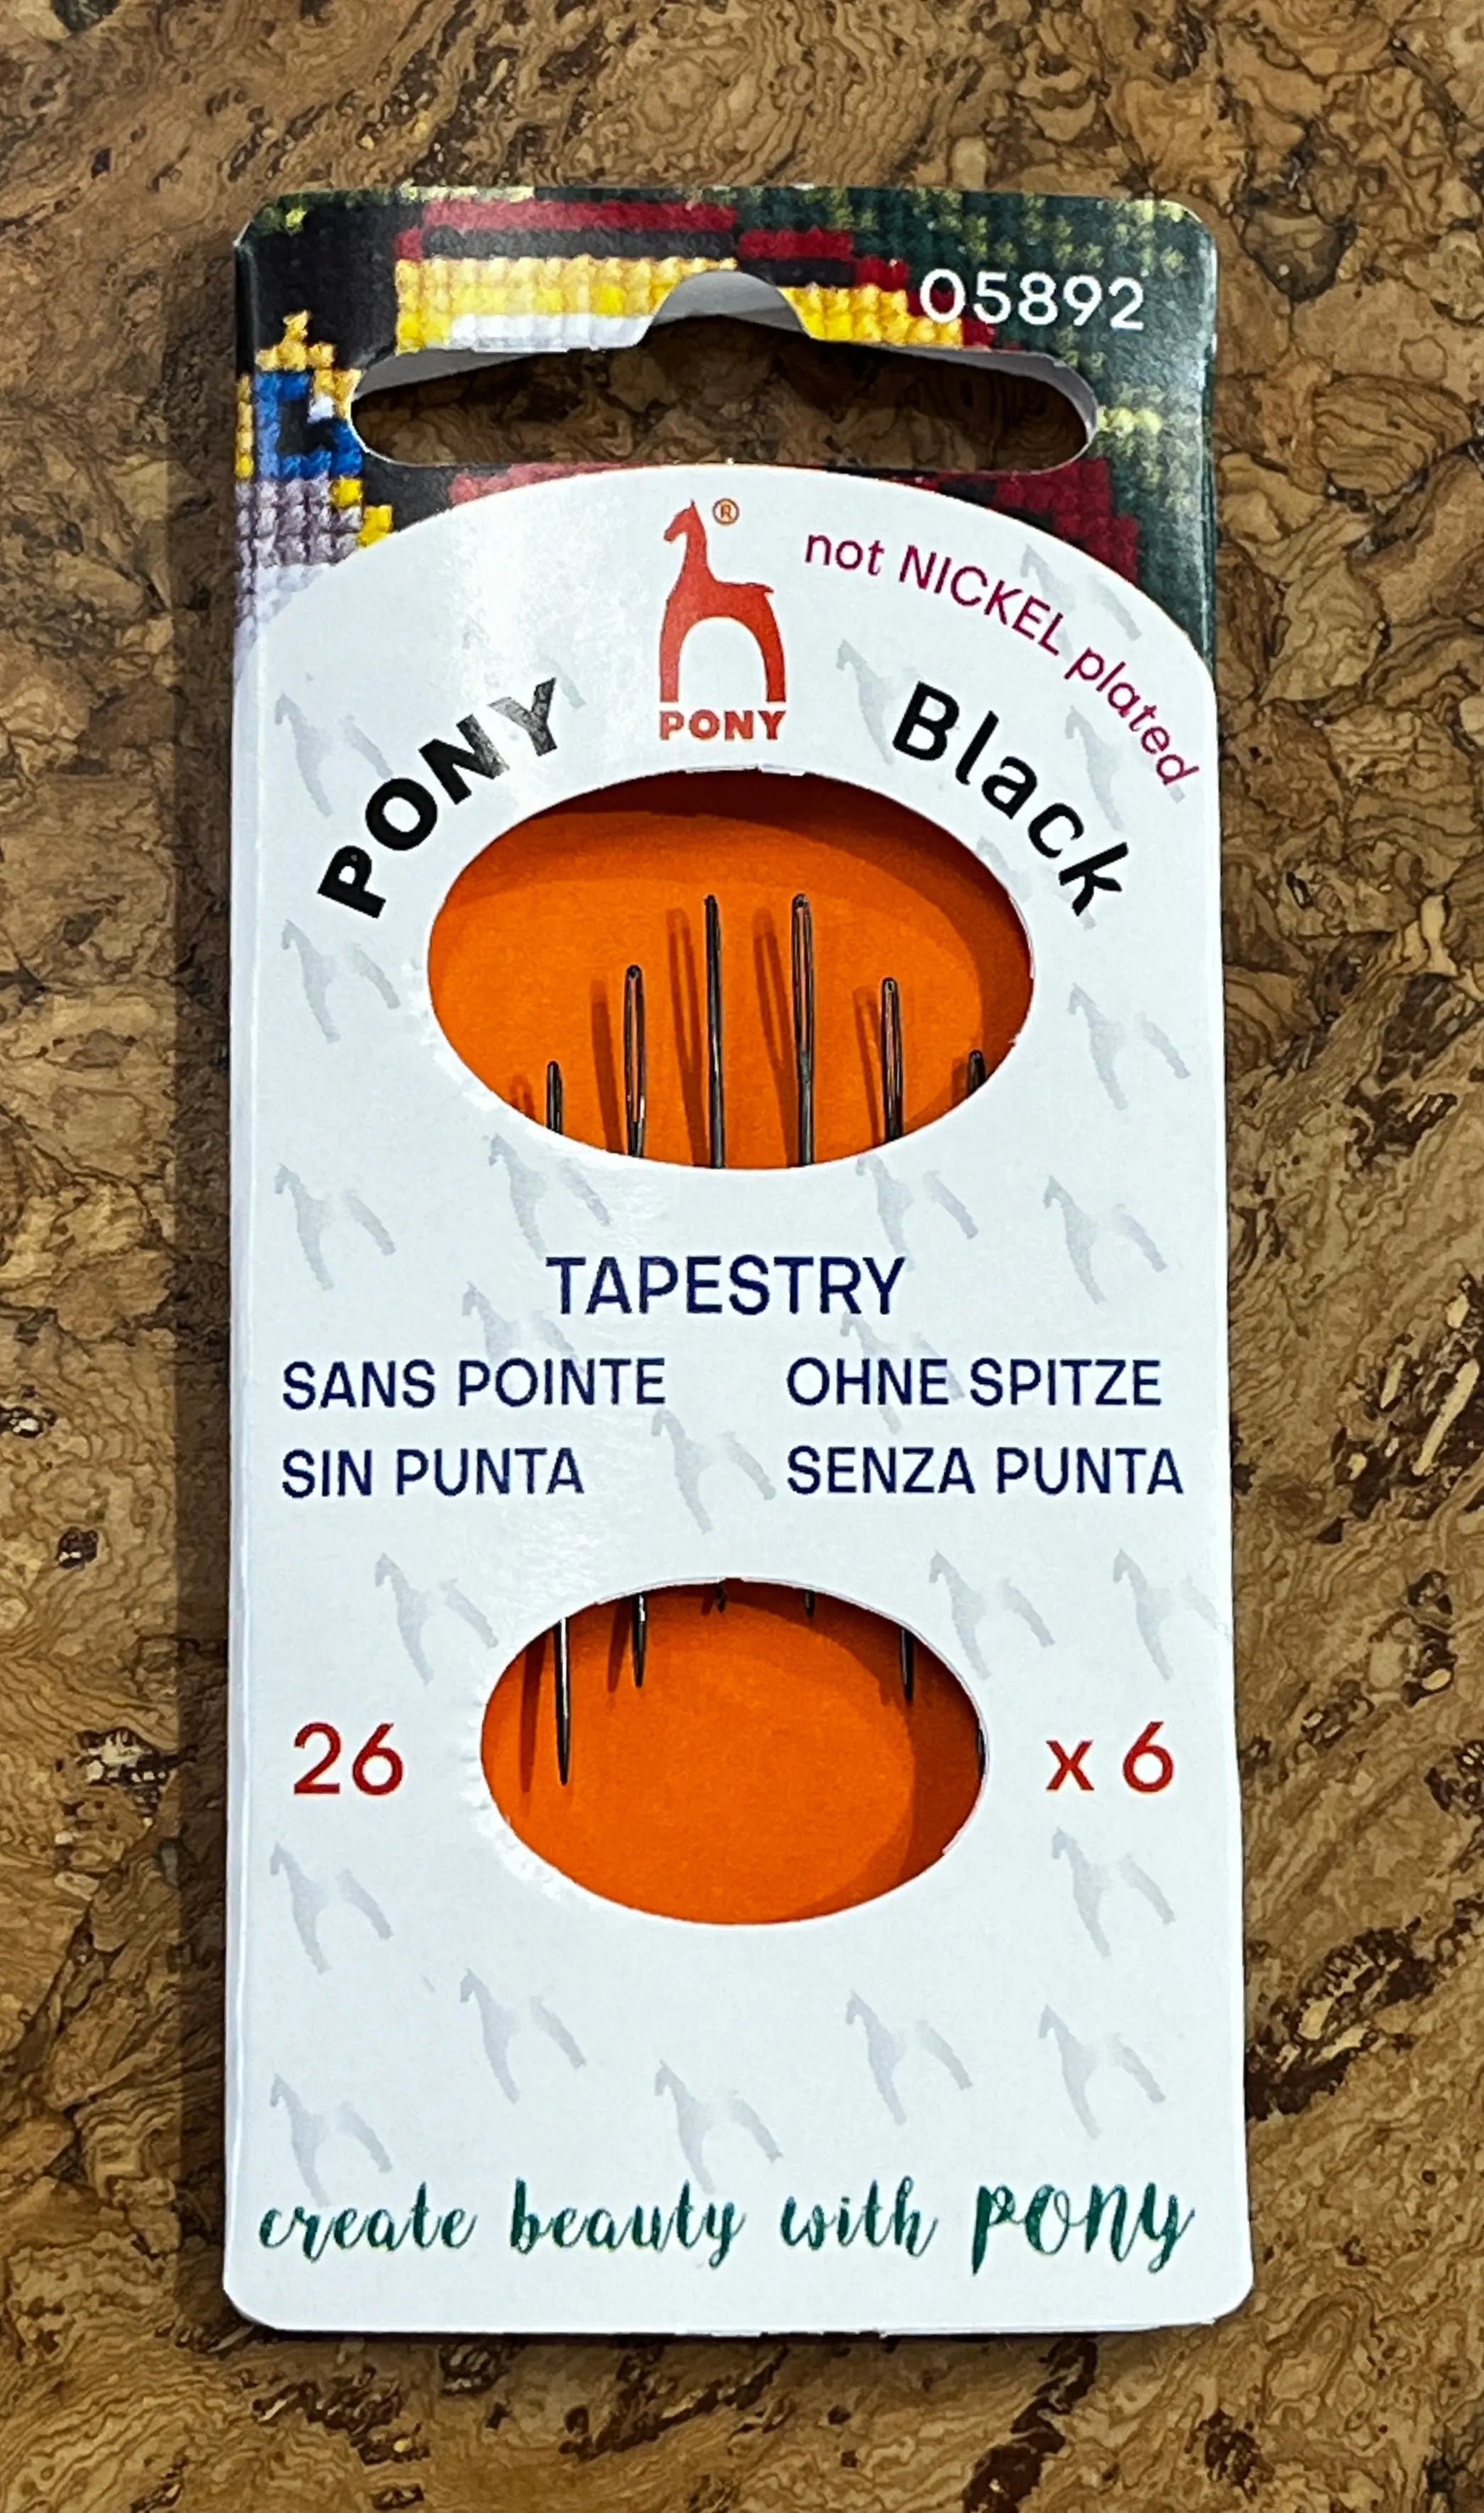 05892
®
PONY
not NICKEL plated
PONY Black
TAPESTRY
SANS POINTE OHNE SPITZE
SIN PUNTA SENZA PUNTA
26 x 6
create beauty with PONY